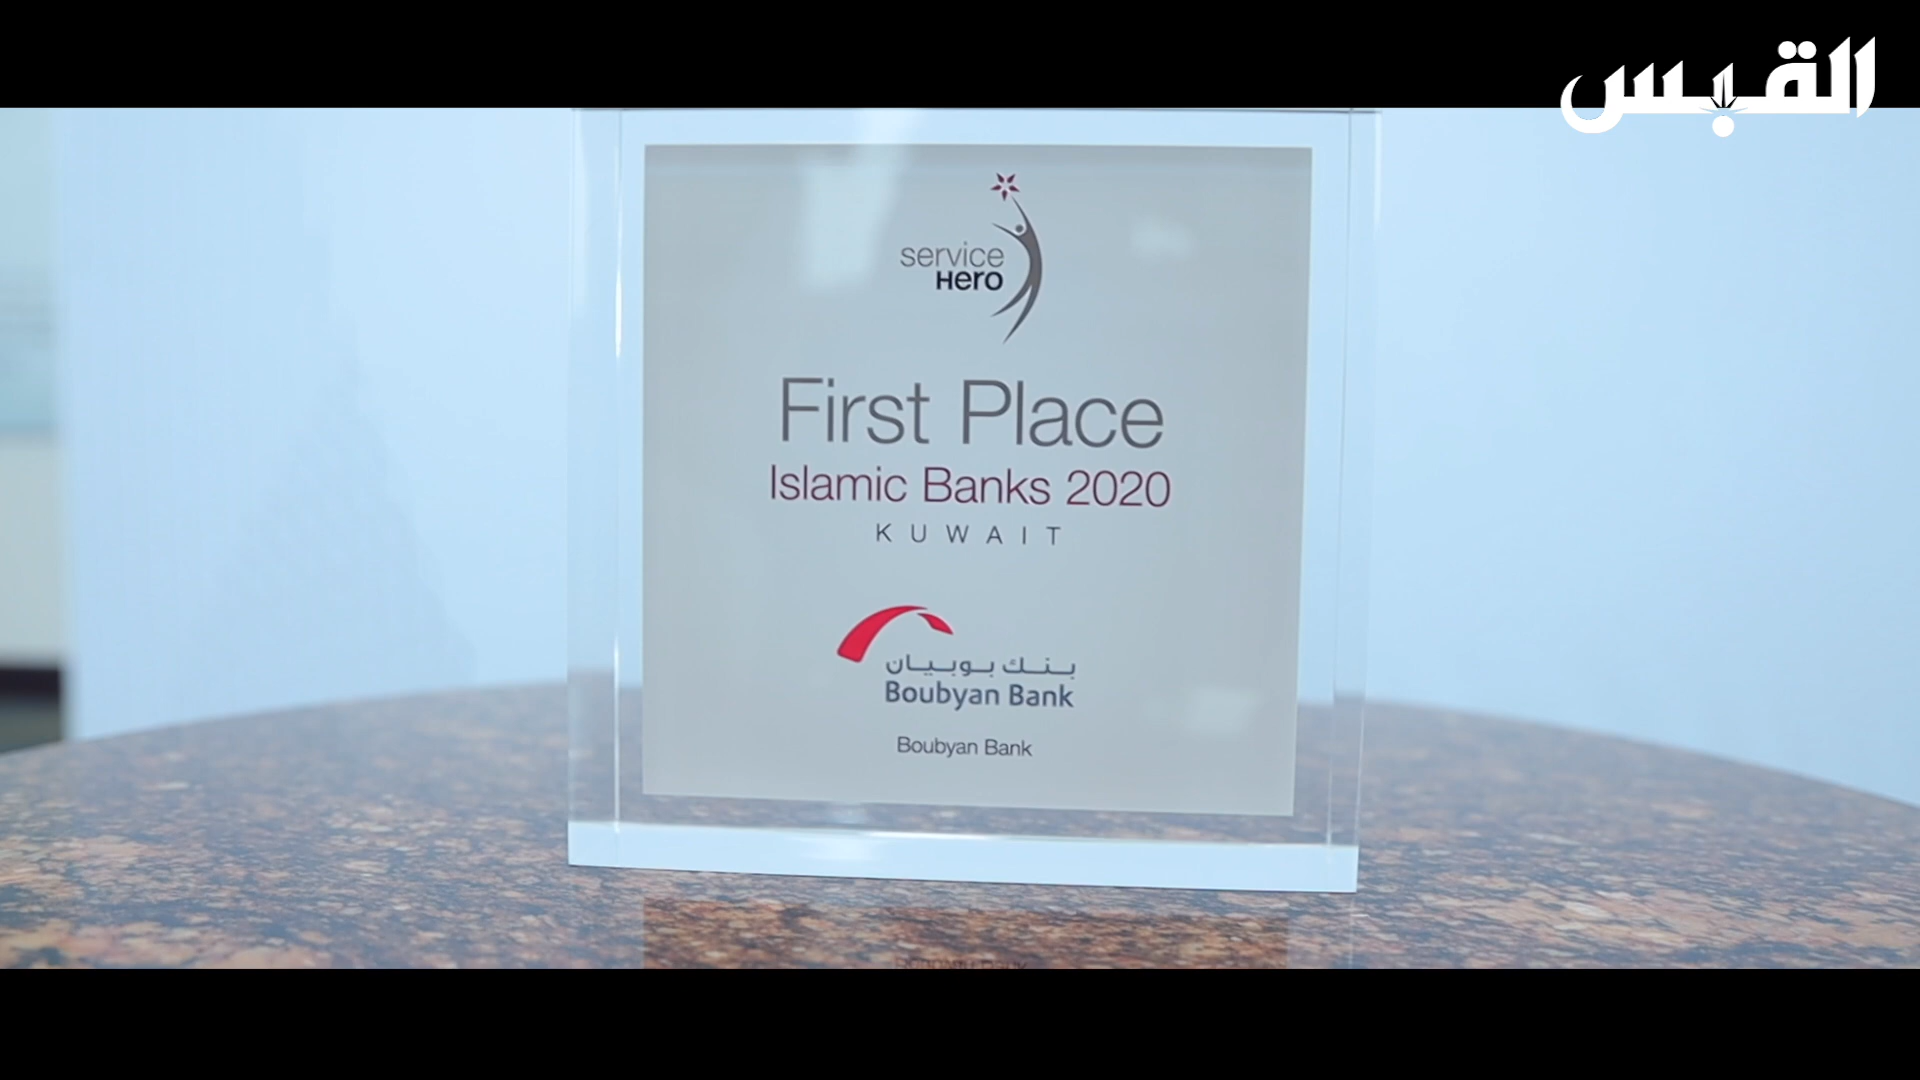 القبس
service
Hero
First Place
Islamic Banks 2020
KUWAIT
بنك بوبيان
Boubyan Bank
Boubyan Bank